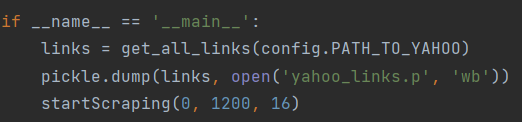 if __name__ == '__main__':
    links = get_all_links(config.PATH_TO_YAHOO)
    pickle.dump(links, open('yahoo_links.p', 'wb'))
    startScraping(0, 1200, 16)